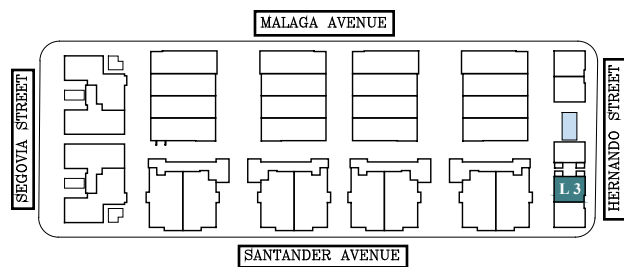 MALAGA AVENUE
SEGOVIA STREET
HERNANDO STREET
L 3
SANTANDER AVENUE